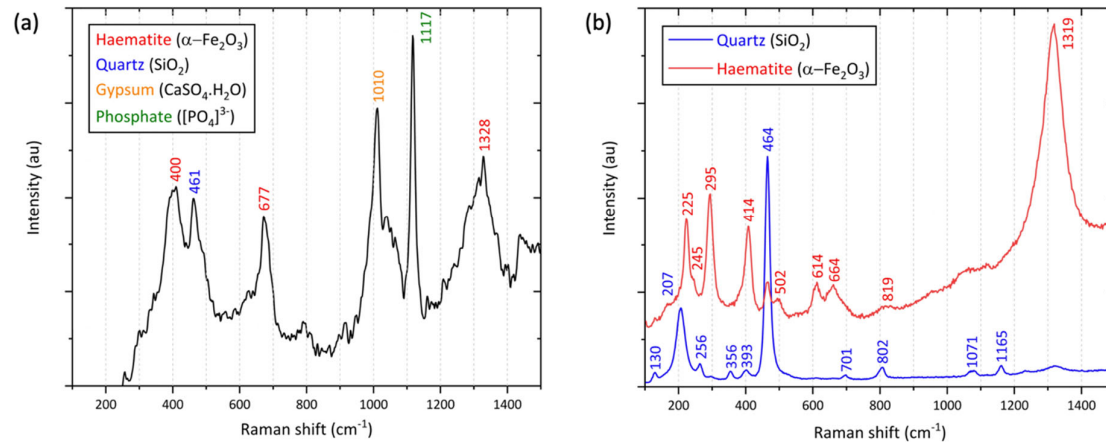 (a)
Haematite (α–Fe₂O₃)
Quartz (SiO₂)
Gypsum (CaSO₄.H₂O)
Phosphate ([PO₄]³⁻)
400
461
677
1010
1117
1328
Intensity (au)
200 400 600 800 1000 1200 1400
Raman shift (cm⁻¹)
(b)
Quartz (SiO₂)
Haematite (α–Fe₂O₃)
1319
464
225
295
245
414
502
614
664
819
207
130
256
356
393
701
802
1071
1165
Intensity (au)
200 400 600 800 1000 1200 1400
Raman shift (cm⁻¹)